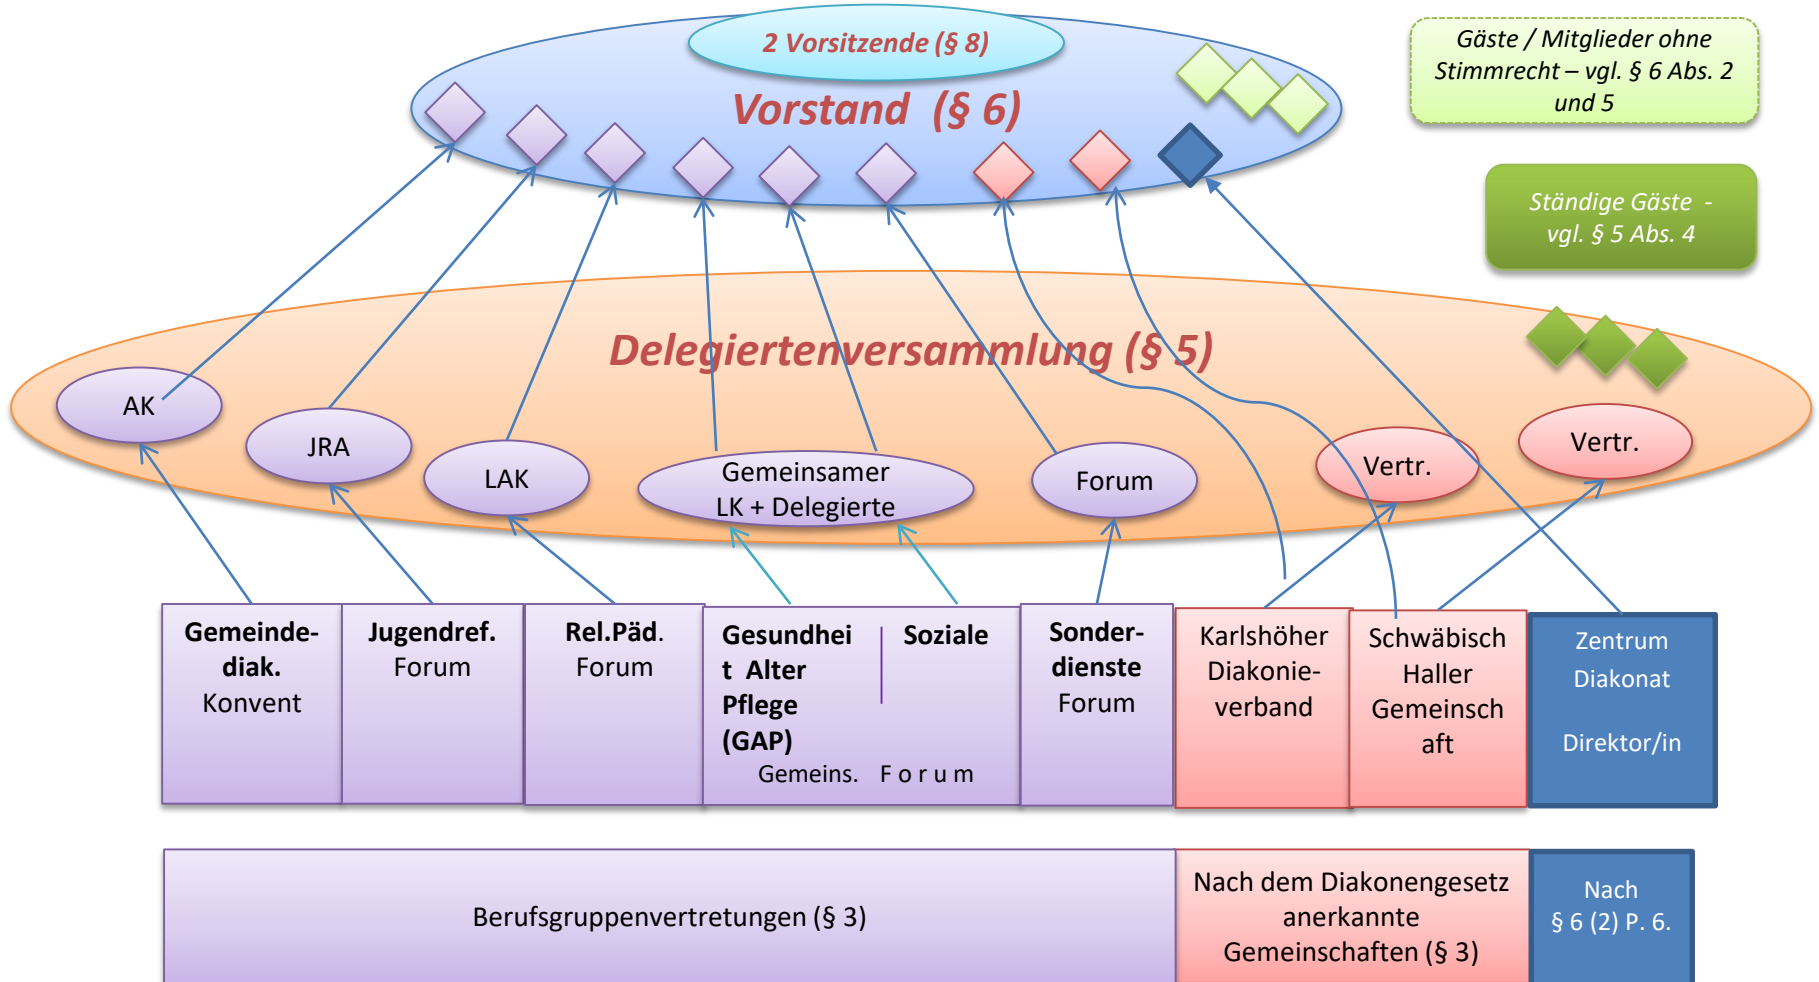 2 Vorsitzende (§ 8)
Vorstand (§ 6)
Gäste / Mitglieder ohne
Stimmrecht – vgl. § 6 Abs. 2
und 5
Ständige Gäste -
vgl. § 5 Abs. 4
Delegiertenversammlung (§ 5)
AK
JRA
LAK
Gemeinsamer
LK + Delegierte
Forum
Vertr.
Vertr.
Gemeinde-
diak.
Konvent
Jugendref.
Forum
Rel.Päd.
Forum
Gesundhei
t Alter
Pflege
(GAP)
Soziale
Gemeins. F o r u m
Sonder-
dienste
Forum
Karlshöher
Diakonie-
verband
Schwäbisch
Haller
Gemeinsch
aft
Zentrum
Diakonat
Direktor/in
Berufsgruppenvertretungen (§ 3)
Nach dem Diakonengesetz
anerkannte
Gemeinschaften (§ 3)
Nach
§ 6 (2) P. 6.